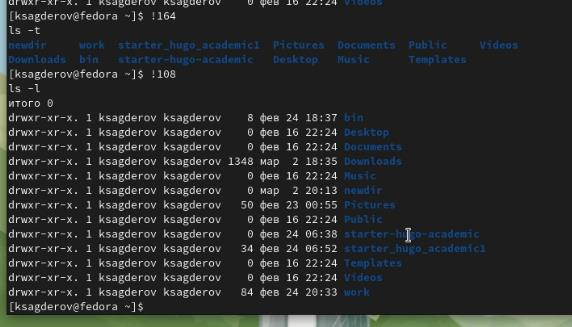 drwxr-xr-x. 1 ksagderov ksagderov    0 фев 16 22:24 Videos
[ksagderov@fedora ~]$ !164
ls -t
newdir     work  starter_hugo_academic1  Pictures  Documents  Public     Videos
Downloads  bin   starter-hugo-academic   Desktop   Music      Templates
[ksagderov@fedora ~]$ !108
ls -l
итого 0
drwxr-xr-x. 1 ksagderov ksagderov    8 фев 24 18:37 bin
drwxr-xr-x. 1 ksagderov ksagderov    0 фев 16 22:24 Desktop
drwxr-xr-x. 1 ksagderov ksagderov    0 фев 16 22:24 Documents
drwxr-xr-x. 1 ksagderov ksagderov 1348 мар  2 18:35 Downloads
drwxr-xr-x. 1 ksagderov ksagderov    0 фев 16 22:24 Music
drwxr-xr-x. 1 ksagderov ksagderov    0 мар  2 20:13 newdir
drwxr-xr-x. 1 ksagderov ksagderov   50 фев 23 00:55 Pictures
drwxr-xr-x. 1 ksagderov ksagderov    0 фев 16 22:24 Public
drwxr-xr-x. 1 ksagderov ksagderov    0 фев 24 06:38 starter-hugo-academic
drwxr-xr-x. 1 ksagderov ksagderov   34 фев 24 06:52 starter_hugo_academic1
drwxr-xr-x. 1 ksagderov ksagderov    0 фев 16 22:24 Templates
drwxr-xr-x. 1 ksagderov ksagderov    0 фев 16 22:24 Videos
drwxr-xr-x. 1 ksagderov ksagderov   84 фев 24 20:33 work
[ksagderov@fedora ~]$